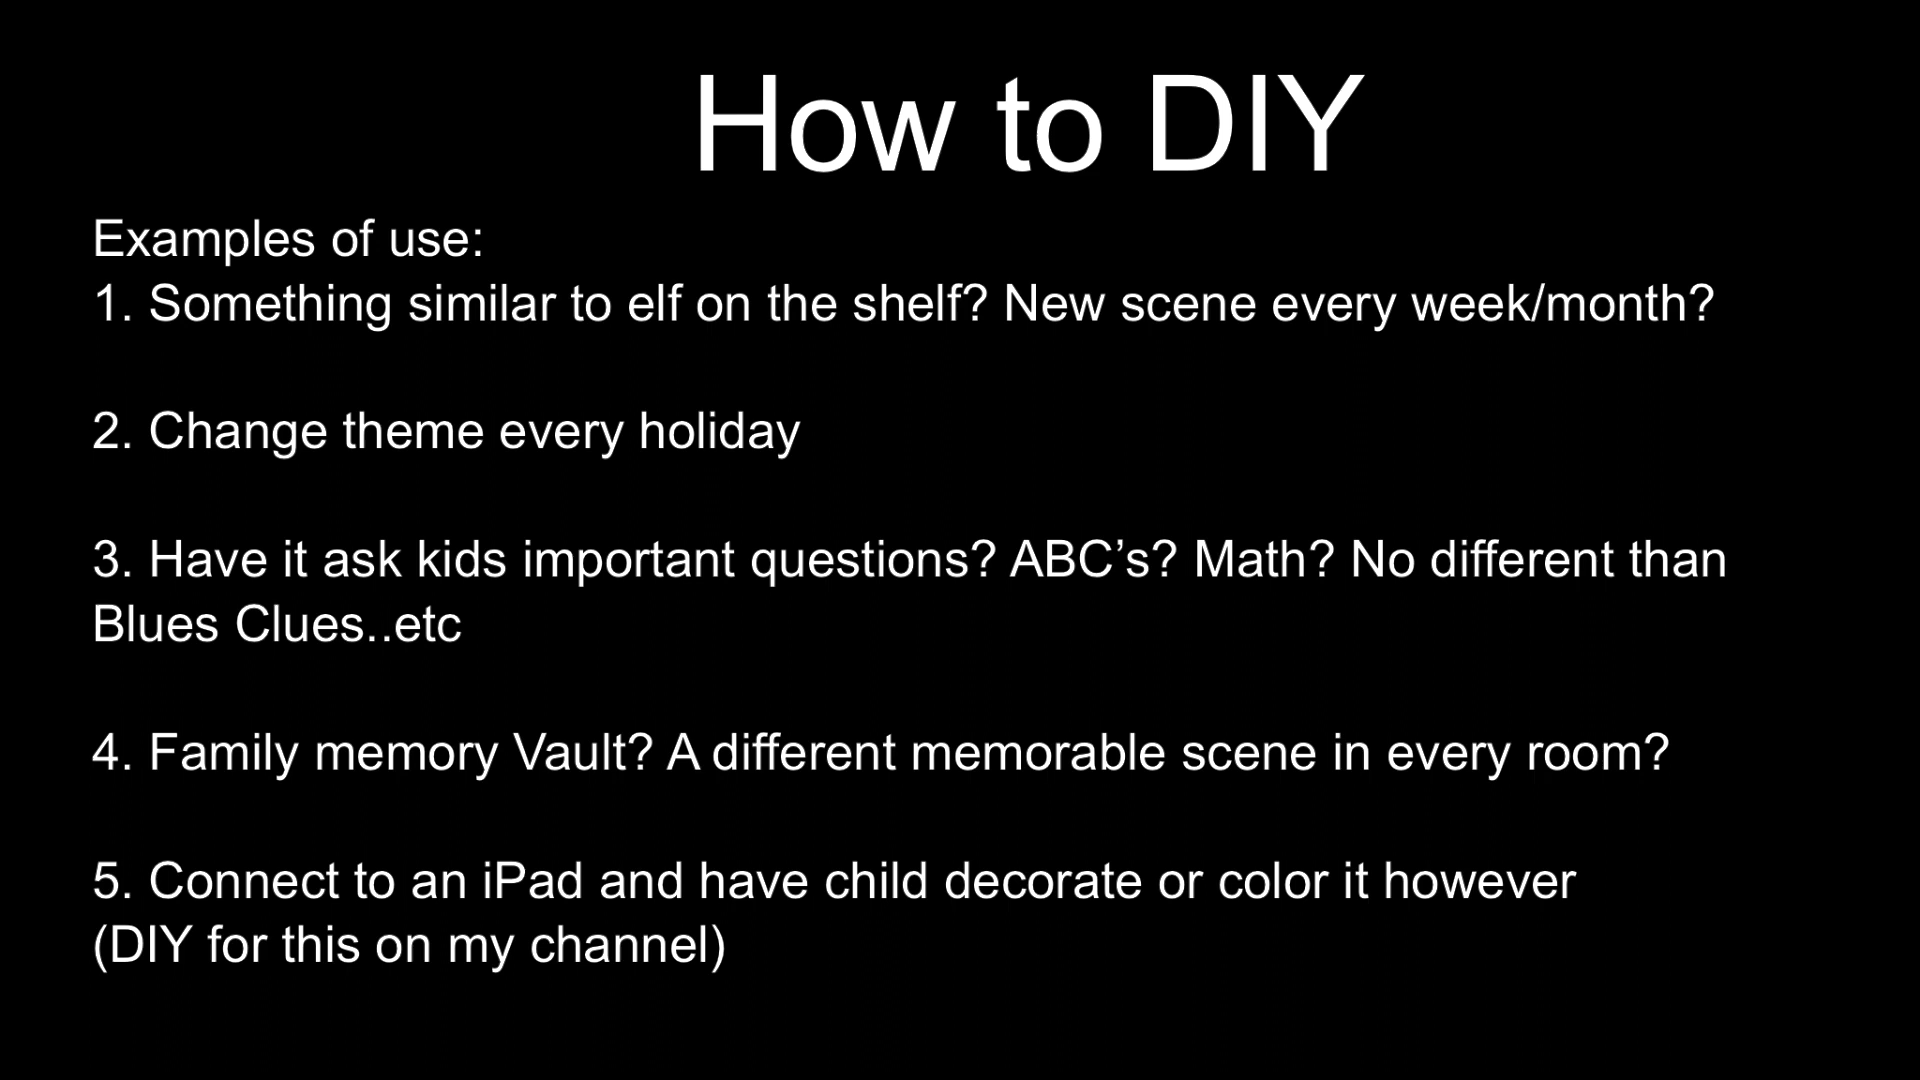 How to DIY
Examples of use:
1. Something similar to elf on the shelf? New scene every week/month?
2. Change theme every holiday
3. Have it ask kids important questions? ABC’s? Math? No different than
Blues Clues..etc
4. Family memory Vault? A different memorable scene in every room?
5. Connect to an iPad and have child decorate or color it however
(DIY for this on my channel)